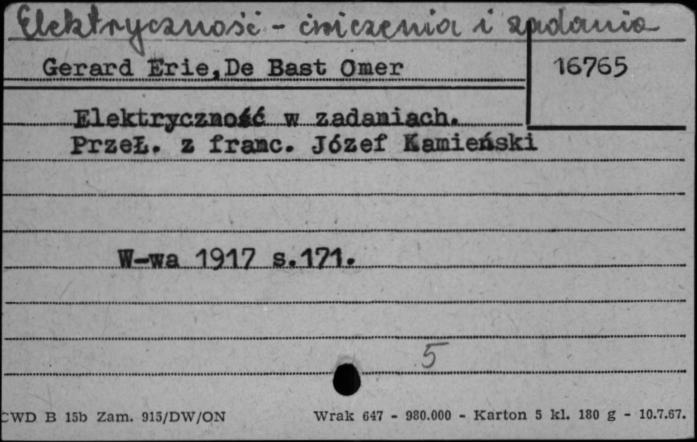 Elektryczność - ćwiczenia i zadania
Gerard Erie,De Bast Omer
16765
Elektryczność w zadaniach.
Przeł. z franc. Józef Kamieński
W-wa 1917 s.171.
5
CWD B 15b Zam. 915/DW/ON
Wrak 647 - 980.000 - Karton 5 kl. 180 g - 10.7.67.